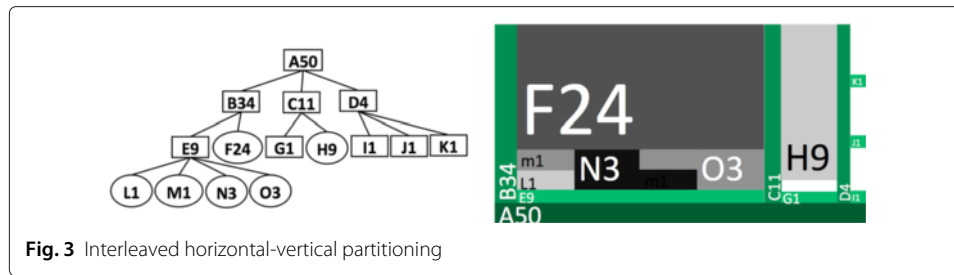 A50
B34 C11 D4
E9 F24 G1 H9 I1 J1 K1
L1 M1 N3 O3
F24
m1
N3
m1
O3
L1
E9
B34
A50
C11
H9
G1
D4
K1
J1
I1
Fig. 3 Interleaved horizontal-vertical partitioning